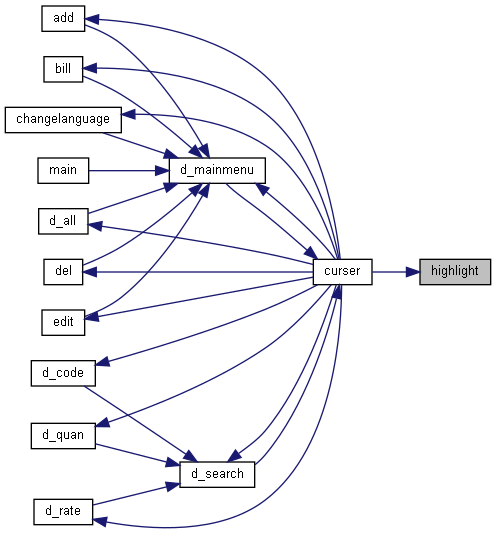 add
bill
changelanguage
main
d_mainmenu
d_all
del
curser
highlight
edit
d_code
d_quan
d_search
d_rate